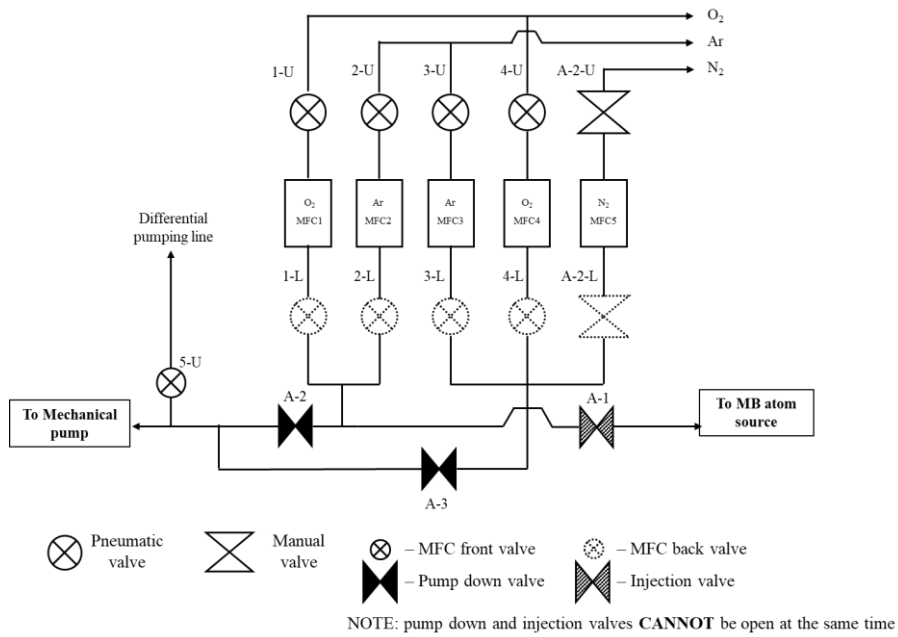 O₂
Ar
N₂
1-U
2-U
3-U
4-U
A-2-U
O₂
MFC1
Ar
MFC2
Ar
MFC3
O₂
MFC4
N₂
MFC5
Differential
pumping line
1-L
2-L
3-L
4-L
A-2-L
5-U
To Mechanical
pump
A-2
A-1
To MB atom
source
A-3
Pneumatic
valve
Manual
valve
– MFC front valve
– MFC back valve
– Pump down valve
– Injection valve
NOTE: pump down and injection valves CANNOT be open at the same time